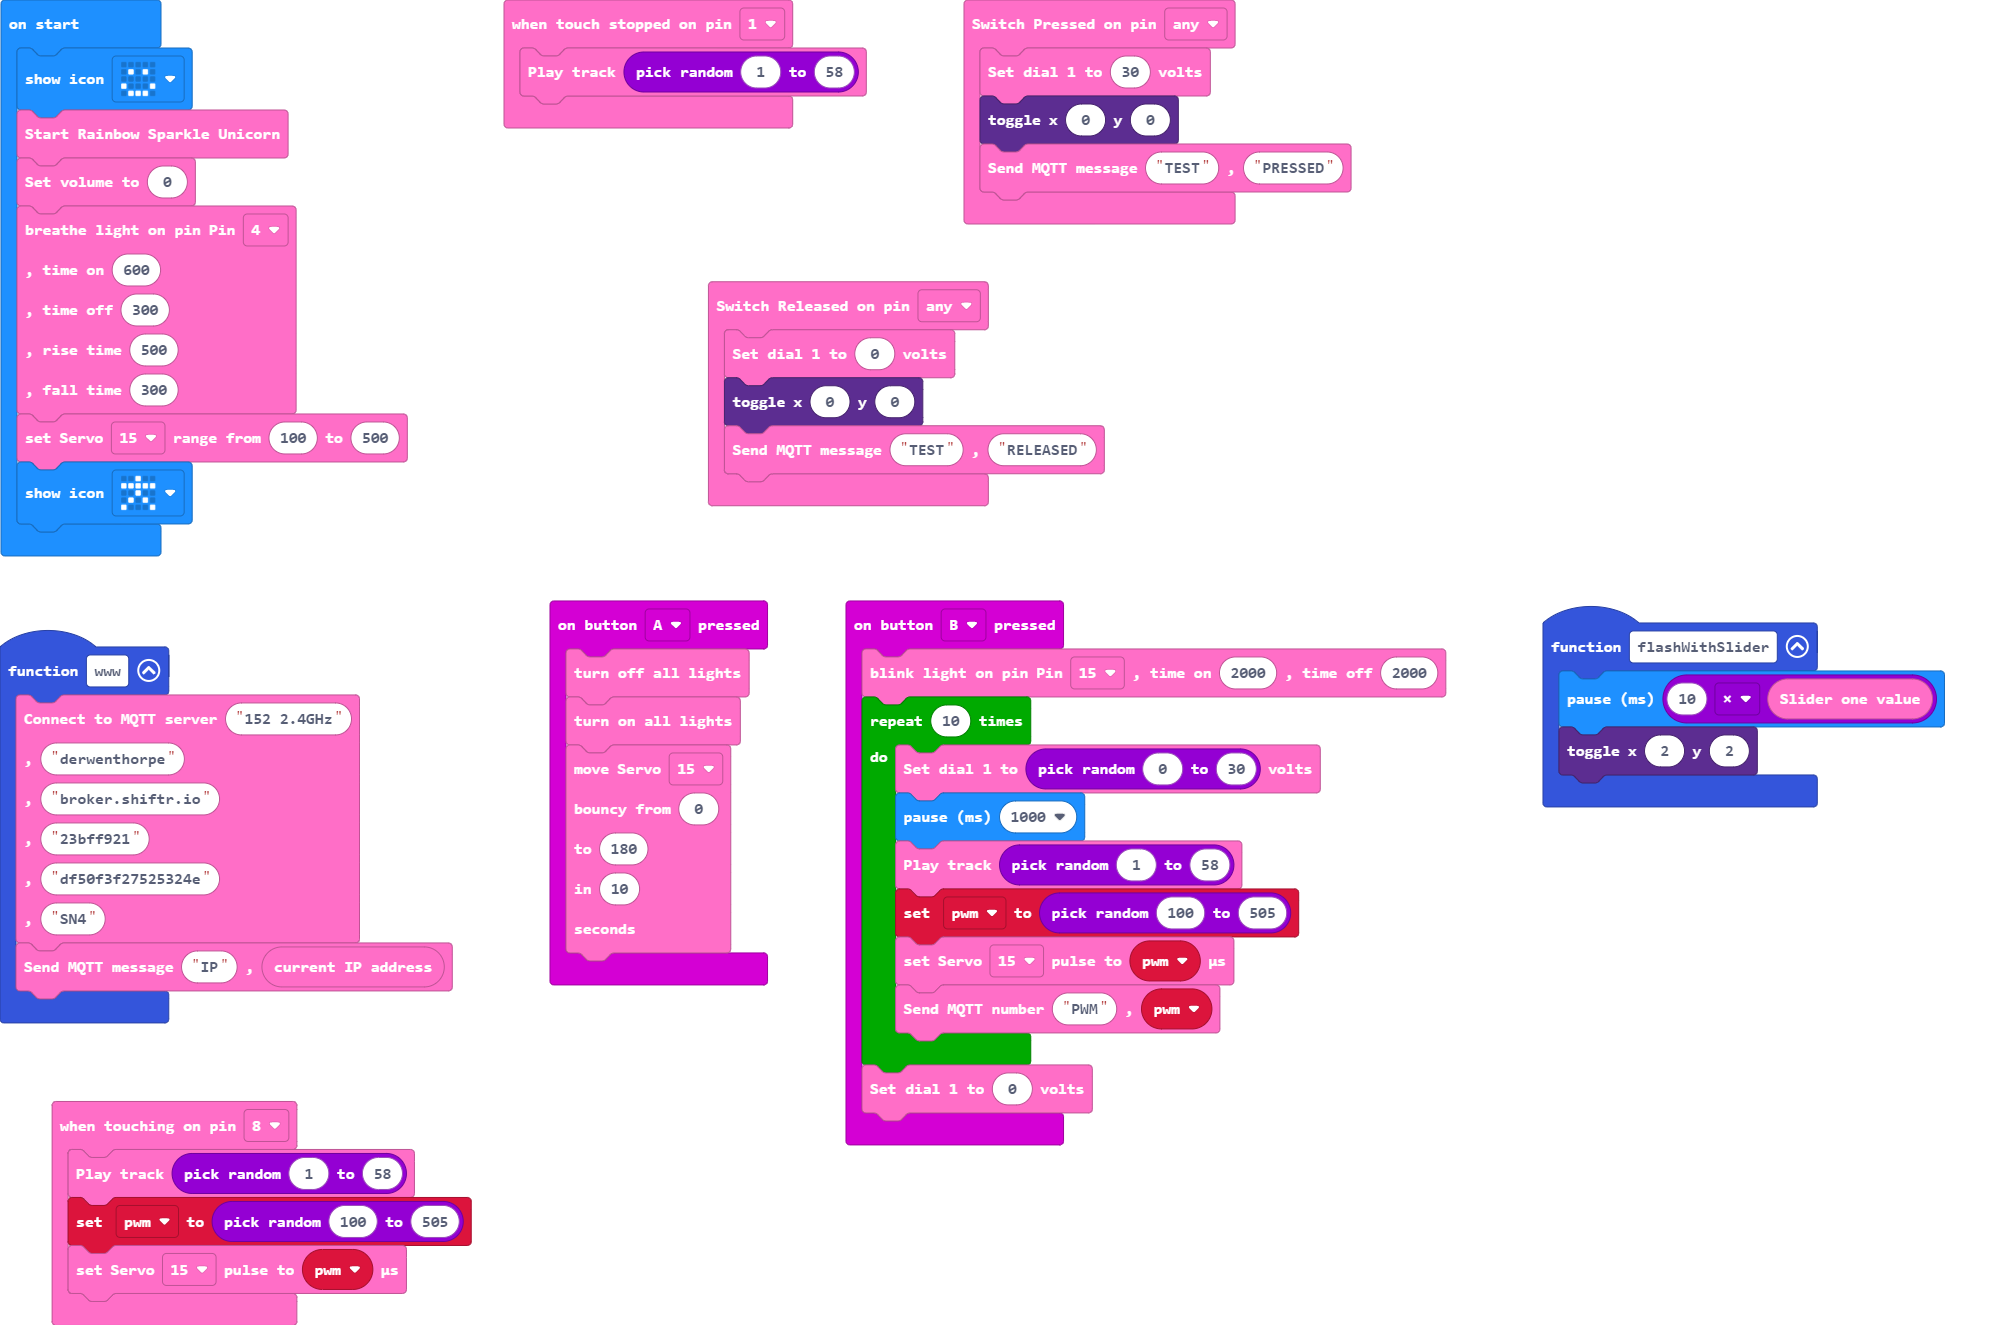 on start
show icon
Start Rainbow Sparkle Unicorn
Set volume to 0
breathe light on pin Pin 4
, time on 600
, time off 300
, rise time 500
, fall time 300
set Servo 15 range from 100 to 500
show icon
when touch stopped on pin 1
Play track pick random 1 to 58
Switch Pressed on pin any
Set dial 1 to 30 volts
toggle x 0 y 0
Send MQTT message "TEST" , "PRESSED"
Switch Released on pin any
Set dial 1 to 0 volts
toggle x 0 y 0
Send MQTT message "TEST" , "RELEASED"
function www
Connect to MQTT server "152 2.4GHz"
, "derwenthorpe"
, "broker.shiftr.io"
, "23bff921"
, "df50f3f27525324e"
, "SN4"
Send MQTT message "IP" , current IP address
on button A pressed
turn off all lights
turn on all lights
move Servo 15
bouncy from 0
to 180
in 10
seconds
on button B pressed
blink light on pin Pin 15 , time on 2000 , time off 2000
repeat 10 times
do
Set dial 1 to pick random 0 to 30 volts
pause (ms) 1000
Play track pick random 1 to 58
set pwm to pick random 100 to 505
set Servo 15 pulse to pwm µs
Send MQTT number "PWM" , pwm
Set dial 1 to 0 volts
function flashWithSlider
pause (ms) 10 × Slider one value
toggle x 2 y 2
when touching on pin 8
Play track pick random 1 to 58
set pwm to pick random 100 to 505
set Servo 15 pulse to pwm µs